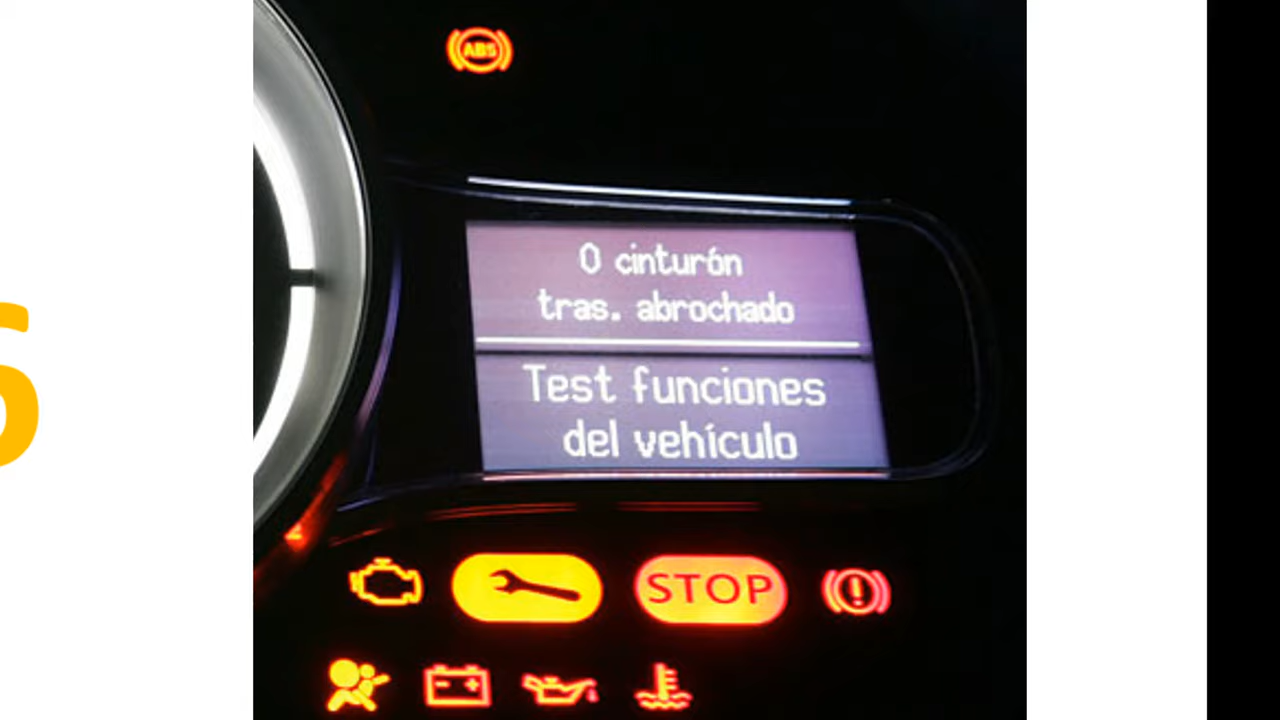 ABS
0 cinturón
tras. abrochado
Test funciones
del vehículo
STOP